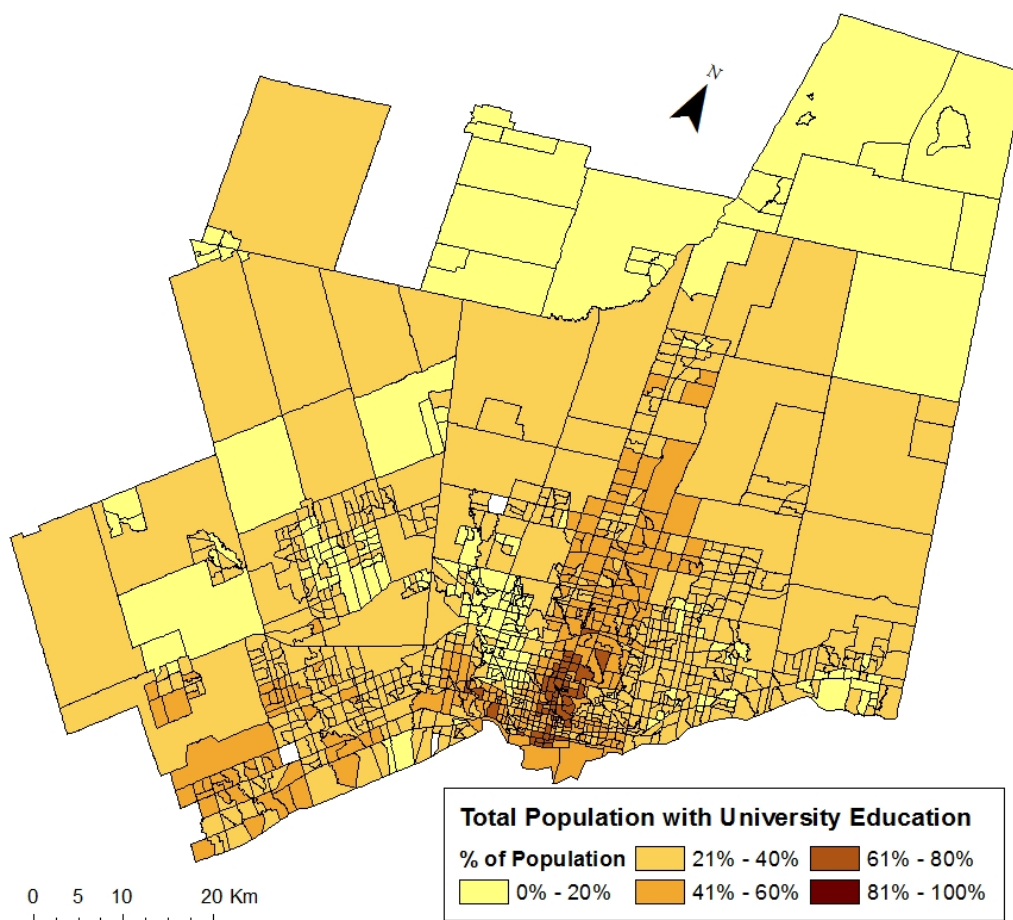 N
Total Population with University Education
% of Population
0% - 20%
21% - 40%
41% - 60%
61% - 80%
81% - 100%
0 5 10 20 Km